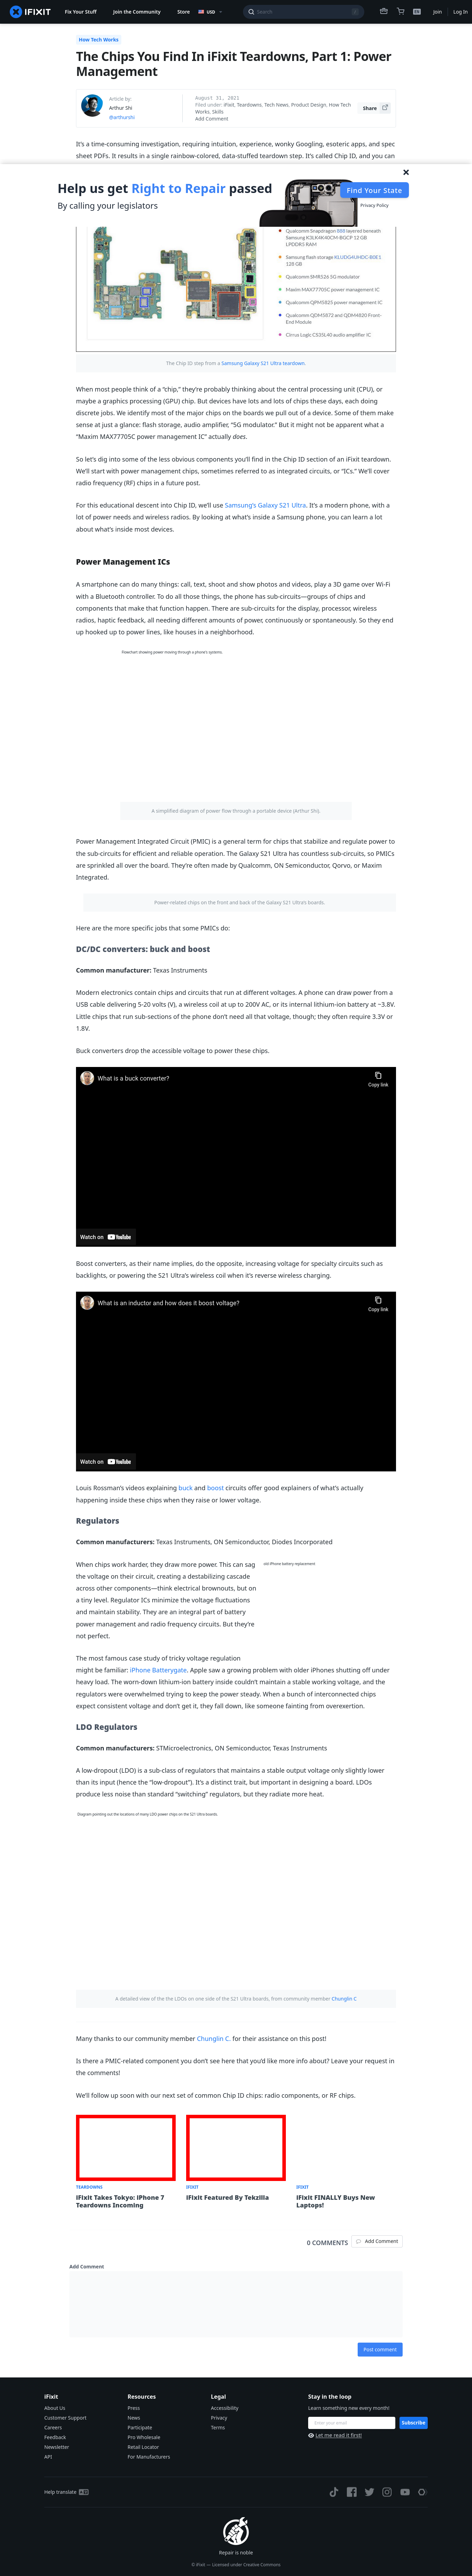 IFIXIT
Fix Your Stuff
Join the Community
Store
USD
Search
Join
Log In
How Tech Works
The Chips You Find In iFixit Teardowns, Part 1: Power
Management
Article by:
Arthur Shi
@arthurshi
August 31, 2021
Filed under: iFixit, Teardowns, Tech News, Product Design, How Tech
Works, Skills
Add Comment
Share
It's a time-consuming investigation, requiring intuition, experience, wonky Googling, esoteric apps, and spec
sheet PDFs. It results in a single rainbow-colored, data-stuffed teardown step. It's called Chip ID, and you can
Help us get Right to Repair passed
By calling your legislators
Find Your State
Privacy Policy
Qualcomm Snapdragon 888 layered beneath
Samsung K3LK4K40CM-BGCP 12 GB
LPDDR5 RAM
Samsung flash storage KLUDG4UHDC-B0E1
128 GB
Qualcomm SMR526 5G modulator
Maxim MAX77705C power management IC
Qualcomm QPM5825 power management IC
Qualcomm QDM5872 and QDM4820 Front-
End Module
Cirrus Logic CS35L40 audio amplifier IC
The Chip ID step from a Samsung Galaxy S21 Ultra teardown
When most people think of a "chip," they're probably thinking about the central processing unit (CPU), or
maybe a graphics processing (GPU) chip. But devices have lots and lots of chips these days, each doing
discrete jobs. We identify most of the major chips on the boards we pull out of a device. Some of them make
sense at just a glance: flash storage, audio amplifier, "5G modulator." But it might not be apparent what a
"Maxim MAX77705C power management IC" actually does.
So let's dig into some of the less obvious components you'll find in the Chip ID section of an iFixit teardown.
We'll start with power management chips, sometimes referred to as integrated circuits, or "ICs." We'll cover
radio frequency (RF) chips in a future post.
For this educational descent into Chip ID, we'll use Samsung's Galaxy S21 Ultra. It's a modern phone, with a
lot of power needs and wireless radios. By looking at what's inside a Samsung phone, you can learn a lot
about what's inside most devices.
Power Management ICs
A smartphone can do many things: call, text, shoot and show photos and videos, play a 3D game over Wi-Fi
with a Bluetooth controller. To do all those things, the phone has sub-circuits—groups of chips and
components that make that function happen. There are sub-circuits for the display, processor, wireless
radios, haptic feedback, all needing different amounts of power, continuously or spontaneously. So they end
up hooked up to power lines, like houses in a neighborhood.
Flowchart showing power moving through a phone's systems.
A simplified diagram of power flow through a portable device (Arthur Shi).
Power Management Integrated Circuit (PMIC) is a general term for chips that stabilize and regulate power to
the sub-circuits for efficient and reliable operation. The Galaxy S21 Ultra has countless sub-circuits, so PMICs
are sprinkled all over the board. They're often made by Qualcomm, ON Semiconductor, Qorvo, or Maxim
Integrated.
Power-related chips on the front and back of the Galaxy S21 Ultra's boards.
Here are the more specific jobs that some PMICs do:
DC/DC converters: buck and boost
Common manufacturer: Texas Instruments
Modern electronics contain chips and circuits that run at different voltages. A phone can draw power from a
USB cable delivering 5-20 volts (V), a wireless coil at up to 200V AC, or its internal lithium-ion battery at ~3.8V.
Little chips that run sub-sections of the phone don't need all that voltage, though; they often require 3.3V or
1.8V.
Buck converters drop the accessible voltage to power these chips.
What is a buck converter?
Copy link
Watch on YouTube
Boost converters, as their name implies, do the opposite, increasing voltage for specialty circuits such as
backlights, or powering the S21 Ultra's wireless coil when it's reverse wireless charging.
What is an inductor and how does it boost voltage?
Copy link
Watch on YouTube
Louis Rossman's videos explaining buck and boost circuits offer good explainers of what's actually
happening inside these chips when they raise or lower voltage.
Regulators
Common manufacturers: Texas Instruments, ON Semiconductor, Diodes Incorporated
When chips work harder, they draw more power. This can sag
the voltage on their circuit, creating a destabilizing cascade
across other components—think electrical brownouts, but on
a tiny level. Regulator ICs minimize the voltage fluctuations
and maintain stability. They are an integral part of battery
power management and radio frequency circuits. But they're
not perfect.
old iPhone battery replacement
The most famous case study of tricky voltage regulation
might be familiar: iPhone Batterygate. Apple saw a growing problem with older iPhones shutting off under
heavy load. The worn-down lithium-ion battery inside couldn't maintain a stable working voltage, and the
regulators were overwhelmed trying to keep the power steady. When a bunch of interconnected chips
expect consistent voltage and don't get it, they fall down, like someone fainting from overexertion.
LDO Regulators
Common manufacturers: STMicroelectronics, ON Semiconductor, Texas Instruments
A low-dropout (LDO) is a sub-class of regulators that maintains a stable output voltage only slightly lower
than its input (hence the "low-dropout"). It's a distinct trait, but important in designing a board. LDOs
produce less noise than standard "switching" regulators, but they radiate more heat.
Diagram pointing out the locations of many LDO power chips on the S21 Ultra boards.
A detailed view of the the LDOs on one side of the S21 Ultra boards, from community member Chunglin C
Many thanks to our community member Chunglin C. for their assistance on this post!
Is there a PMIC-related component you don't see here that you'd like more info about? Leave your request in
the comments!
We'll follow up soon with our next set of common Chip ID chips: radio components, or RF chips.
TEARDOWNS
iFixit Takes Tokyo: iPhone 7
Teardowns Incoming
IFIXIT
iFixit Featured By Tekzilla
IFIXIT
iFixit FINALLY Buys New
Laptops!
0 COMMENTS
Add Comment
Add Comment
Post comment
iFixit
About Us
Customer Support
Careers
Feedback
Newsletter
API
Resources
Press
News
Participate
Pro Wholesale
Retail Locator
For Manufacturers
Legal
Accessibility
Privacy
Terms
Stay in the loop
Learn something new every month!
Enter your email
Subscribe
Let me read it first!
Help translate
Repair is noble
© iFixit — Licensed under Creative Commons